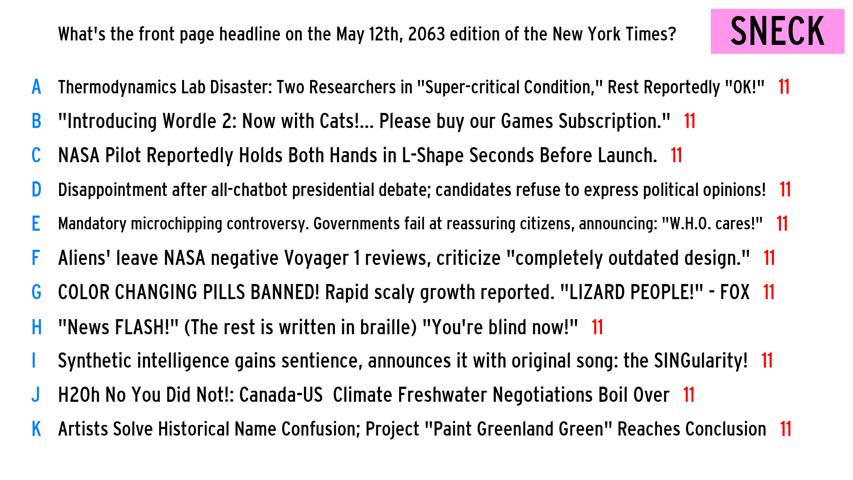 What's the front page headline on the May 12th, 2063 edition of the New York Times?
SNECK
A Thermodynamics Lab Disaster: Two Researchers in "Super-critical Condition," Rest Reportedly "OK!" 11
B "Introducing Wordle 2: Now with Cats!... Please buy our Games Subscription." 11
C NASA Pilot Reportedly Holds Both Hands in L-Shape Seconds Before Launch. 11
D Disappointment after all-chatbot presidential debate; candidates refuse to express political opinions! 11
E Mandatory microchipping controversy. Governments fail at reassuring citizens, announcing: "W.H.O. cares!" 11
F Aliens' leave NASA negative Voyager 1 reviews, criticize "completely outdated design." 11
G COLOR CHANGING PILLS BANNED! Rapid scaly growth reported. "LIZARD PEOPLE!" - FOX 11
H "News FLASH!" (The rest is written in braille) "You're blind now!" 11
I Synthetic intelligence gains sentience, announces it with original song: the SINGularity! 11
J H2Oh No You Did Not!: Canada-US Climate Freshwater Negotiations Boil Over 11
K Artists Solve Historical Name Confusion; Project "Paint Greenland Green" Reaches Conclusion 11